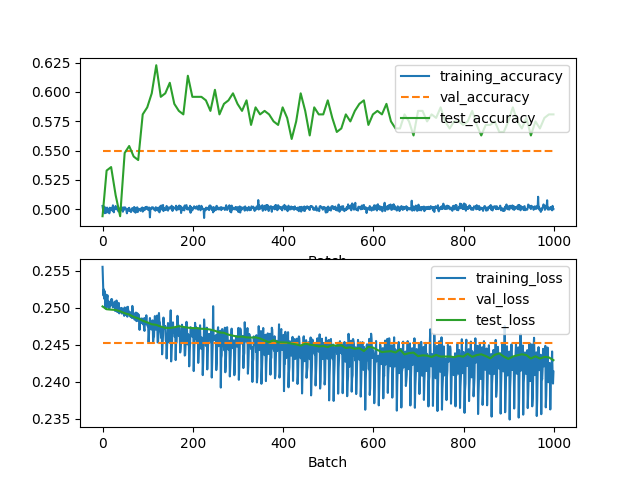 0.625
0.600
0.575
0.550
0.525
0.500
training_accuracy
val_accuracy
test_accuracy
0 200 400 600 800 1000
Batch
0.255
0.250
0.245
0.240
0.235
training_loss
val_loss
test_loss
0 200 400 600 800 1000
Batch